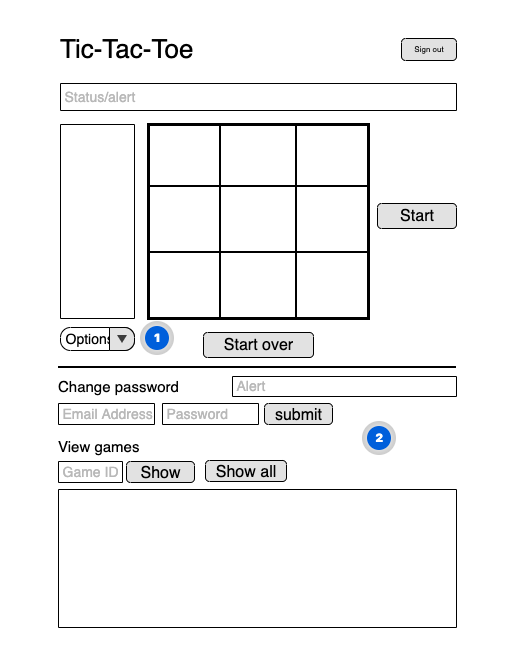 Tic-Tac-Toe
Sign out
Status/alert
Start
Options
1
Start over
Change password
Alert
Email Address
Password
submit
2
View games
Game ID
Show
Show all